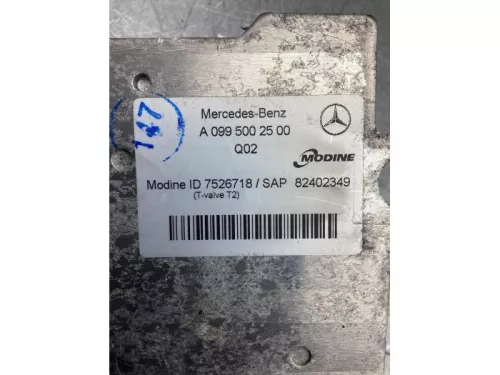 147
Mercedes-Benz
A 099 500 25 00
Q02
MODINE
Modine ID 7526718 / SAP 82402349
(T-valve T2)